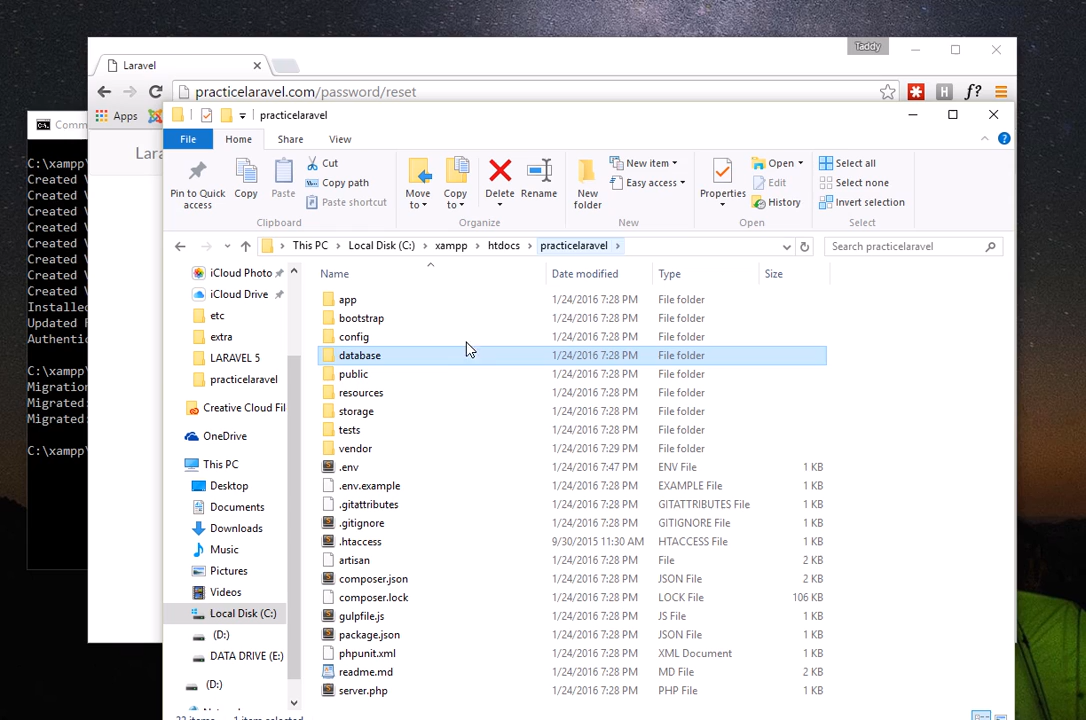 Taddy
Laravel
practicelaravel.com/password/reset
Apps
H
f?
Comm
practicelaravel
File Home Share View
Pin to Quick access
Copy
Paste
Cut
Copy path
Paste shortcut
Clipboard
Move to
Copy to
Delete
Rename
Organize
New folder
New item
Easy access
New
Properties
Open
Edit
History
Open
Select all
Select none
Invert selection
Select
This PC > Local Disk (C:) > xampp > htdocs > practicelaravel >
Search practicelaravel
C:\xampp\
Created
Created
Created
Created
Created
Created
Created
Created
Installed
Updated
Authentic
C:\xampp\
Migration
Migrated:
Migrated:
C:\xampp\
iCloud Photo
iCloud Drive
etc
extra
LARAVEL 5
practicelaravel
Creative Cloud Fil
OneDrive
This PC
Desktop
Documents
Downloads
Music
Pictures
Videos
Local Disk (C:)
(D:)
DATA DRIVE (E:)
(D:)
Name Date modified Type Size
app 1/24/2016 7:28 PM File folder
bootstrap 1/24/2016 7:28 PM File folder
config 1/24/2016 7:28 PM File folder
database 1/24/2016 7:28 PM File folder
public 1/24/2016 7:28 PM File folder
resources 1/24/2016 7:28 PM File folder
storage 1/24/2016 7:28 PM File folder
tests 1/24/2016 7:28 PM File folder
vendor 1/24/2016 7:29 PM File folder
.env 1/24/2016 7:47 PM ENV File 1 KB
.env.example 1/24/2016 7:28 PM EXAMPLE File 1 KB
.gitattributes 1/24/2016 7:28 PM GITATTRIBUTES File 1 KB
.gitignore 1/24/2016 7:28 PM GITIGNORE File 1 KB
.htaccess 9/30/2015 11:30 AM HTACCESS File 1 KB
artisan 1/24/2016 7:28 PM File 2 KB
composer.json 1/24/2016 7:28 PM JSON File 2 KB
composer.lock 1/24/2016 7:28 PM LOCK File 106 KB
gulpfile.js 1/24/2016 7:28 PM JS File 1 KB
package.json 1/24/2016 7:28 PM JSON File 1 KB
phpunit.xml 1/24/2016 7:28 PM XML Document 1 KB
readme.md 1/24/2016 7:28 PM MD File 2 KB
server.php 1/24/2016 7:28 PM PHP File 1 KB
1 item selected